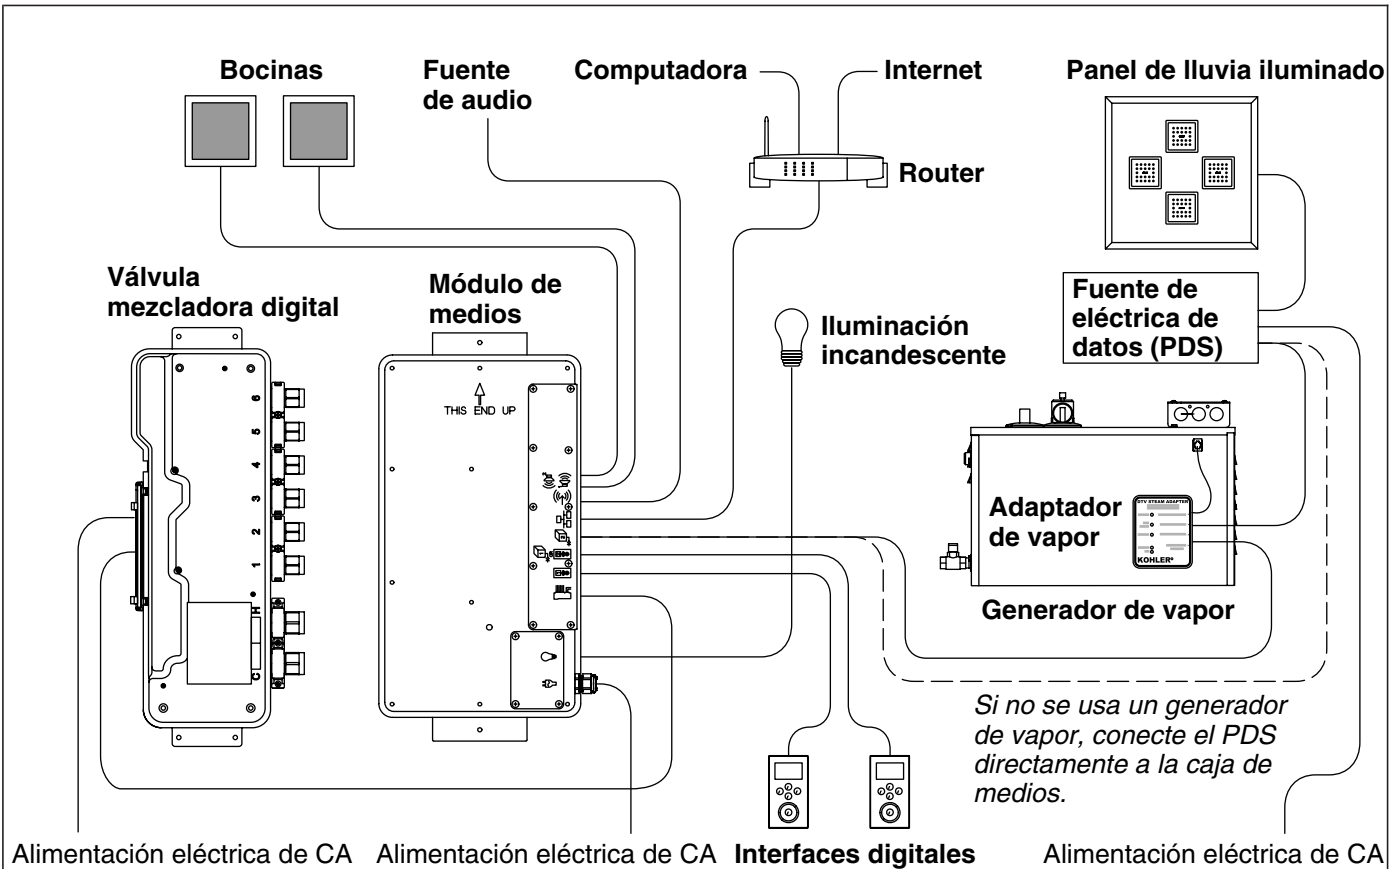 Bocinas
Fuente
de audio
Computadora
Internet
Panel de lluvia iluminado
Router
Válvula
mezcladora digital
Módulo de
medios
Iluminación
incandescente
Fuente de
eléctrica de
datos (PDS)
THIS END UP
6
5
4
3
2
1
H
C
Adaptador
de vapor
DTV STEAM ADAPTER
KOHLER®
Generador de vapor
Si no se usa un generador
de vapor, conecte el PDS
directamente a la caja de
medios.
Alimentación eléctrica de CA
Alimentación eléctrica de CA
Interfaces digitales
Alimentación eléctrica de CA